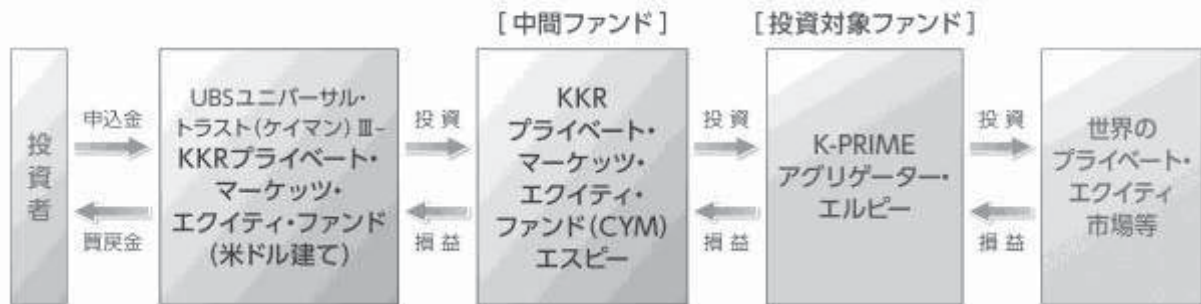 [中間ファンド]
[投資対象ファンド]
投資者
申込金
買戻金
UBSユニバーサル・
トラスト(ケイマン)Ⅲ-
KKRプライベート・
マーケッツ・
エクイティ・ファンド
(米ドル建て)
投資
損益
KKR
プライベート・
マーケッツ・
エクイティ・
ファンド(CYM)
エスピー
投資
損益
K-PRIME
アグリゲーター・
エルピー
投資
損益
世界の
プライベート・
エクイティ
市場等